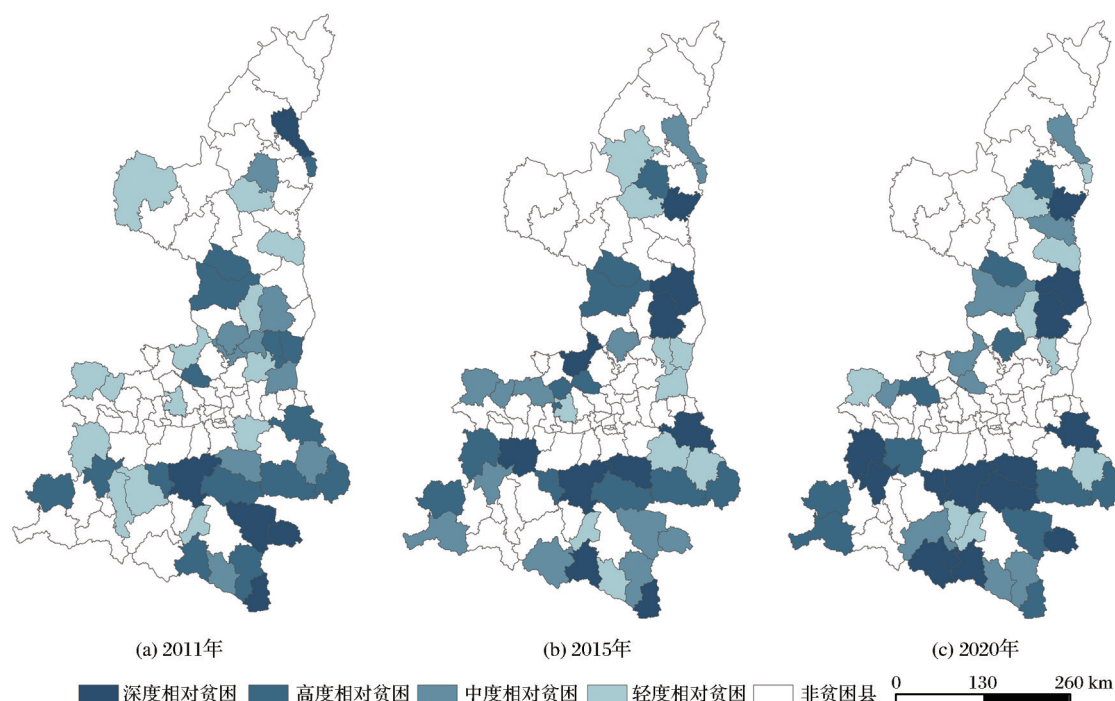 (a) 2011年
(b) 2015年
(c) 2020年
深度相对贫困 高度相对贫困 中度相对贫困 轻度相对贫困 非贫困县 0 130 260 km